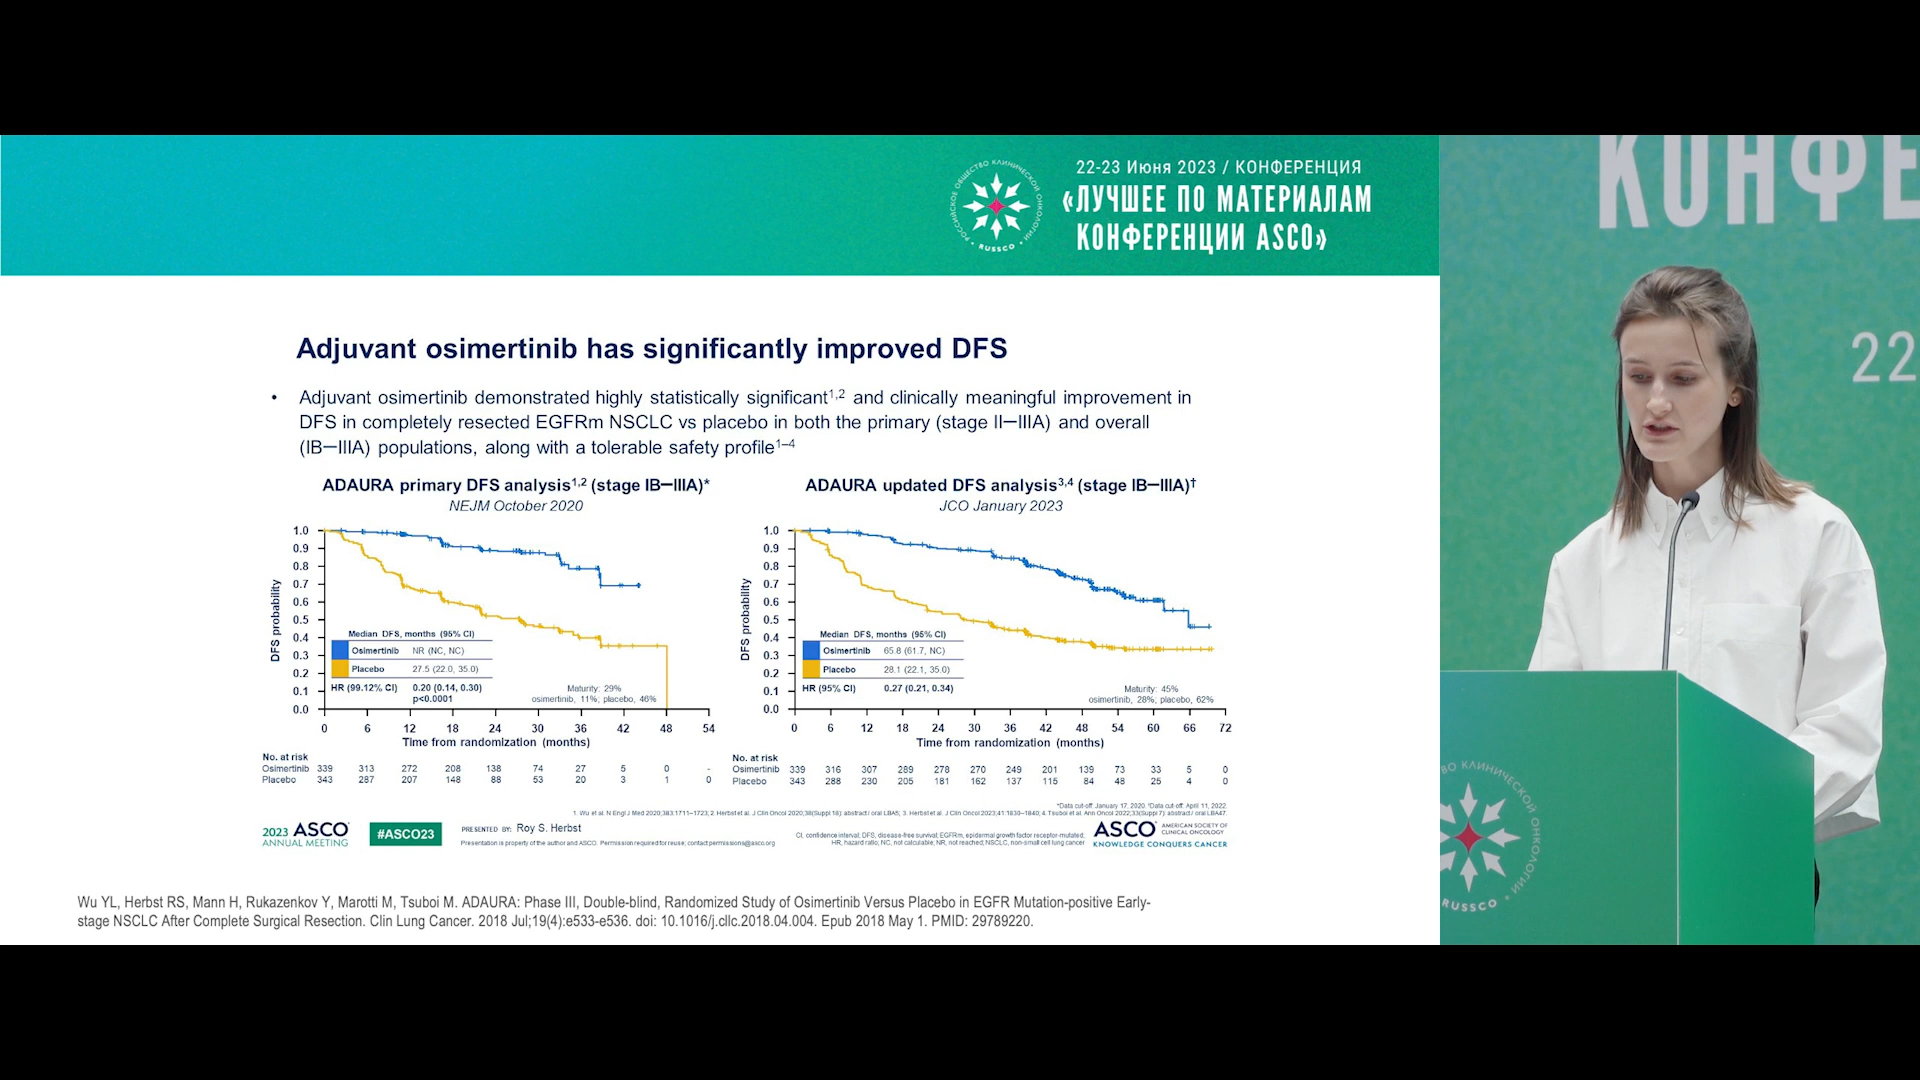 22-23 Июня 2023 / КОНФЕРЕНЦИЯ
«ЛУЧШЕЕ ПО МАТЕРИАЛАМ
КОНФЕРЕНЦИИ ASCO»
РОССИЙСКОЕ ОБЩЕСТВО КЛИНИЧЕСКОЙ ОНКОЛОГИИ
• RUSSCO •
Adjuvant osimertinib has significantly improved DFS
• Adjuvant osimertinib demonstrated highly statistically significant1,2 and clinically meaningful improvement in
DFS in completely resected EGFRm NSCLC vs placebo in both the primary (stage II–IIIA) and overall
(IB–IIIA) populations, along with a tolerable safety profile1–4
ADAURA primary DFS analysis1,2 (stage IB–IIIA)*
NEJM October 2020
DFS probability
1.0
0.9
0.8
0.7
0.6
0.5
0.4
0.3
0.2
0.1
0.0
Median DFS, months (95% CI)
Osimertinib NR (NC, NC)
Placebo 27.5 (22.0, 35.0)
HR (99.12% CI) 0.20 (0.14, 0.30)
p<0.0001
Maturity: 29%
osimertinib, 11%; placebo, 46%
0 6 12 18 24 30 36 42 48 54
Time from randomization (months)
No. at risk
Osimertinib 339 313 272 208 138 74 27 5 0 -
Placebo 343 287 207 148 88 53 20 3 1 0
ADAURA updated DFS analysis3,4 (stage IB–IIIA)†
JCO January 2023
DFS probability
1.0
0.9
0.8
0.7
0.6
0.5
0.4
0.3
0.2
0.1
0.0
Median DFS, months (95% CI)
Osimertinib 65.8 (61.7, NC)
Placebo 28.1 (22.1, 35.0)
HR (95% CI) 0.27 (0.21, 0.34)
Maturity: 45%
osimertinib, 28%; placebo, 62%
0 6 12 18 24 30 36 42 48 54 60 66 72
Time from randomization (months)
No. at risk
Osimertinib 339 316 307 289 278 270 249 201 139 73 33 5 0
Placebo 343 288 230 205 181 162 137 115 84 48 25 4 0
*Data cut-off: January 17, 2020. †Data cut-off: April 11, 2022.
1. Wu et al. N Engl J Med 2020;383:1711–1723; 2. Herbst et al. J Clin Oncol 2020;38(Suppl 18): abstract / oral LBA5; 3. Herbst et al. J Clin Oncol 2023;41:1830–1840; 4. Tsuboi et al. Ann Oncol 2022;33(Suppl 7): abstract / oral LBA47.
2023 ASCO
ANNUAL MEETING
#ASCO23
PRESENTED BY: Roy S. Herbst
Presentation is property of the author and ASCO. Permission required for reuse; contact permissions@asco.org
CI, confidence interval; DFS, disease-free survival; EGFRm, epidermal growth factor receptor-mutated;
HR, hazard ratio; NC, not calculable; NR, not reached; NSCLC, non-small cell lung cancer
ASCO AMERICAN SOCIETY OF
CLINICAL ONCOLOGY
KNOWLEDGE CONQUERS CANCER
Wu YL, Herbst RS, Mann H, Rukazenkov Y, Marotti M, Tsuboi M. ADAURA: Phase III, Double-blind, Randomized Study of Osimertinib Versus Placebo in EGFR Mutation-positive Early-
stage NSCLC After Complete Surgical Resection. Clin Lung Cancer. 2018 Jul;19(4):e533-e536. doi: 10.1016/j.cllc.2018.04.004. Epub 2018 May 1. PMID: 29789220.
КОНФЕ
22
КЛИНИЧЕСКОЙ ОНКОЛОГИИ
RUSSCO •